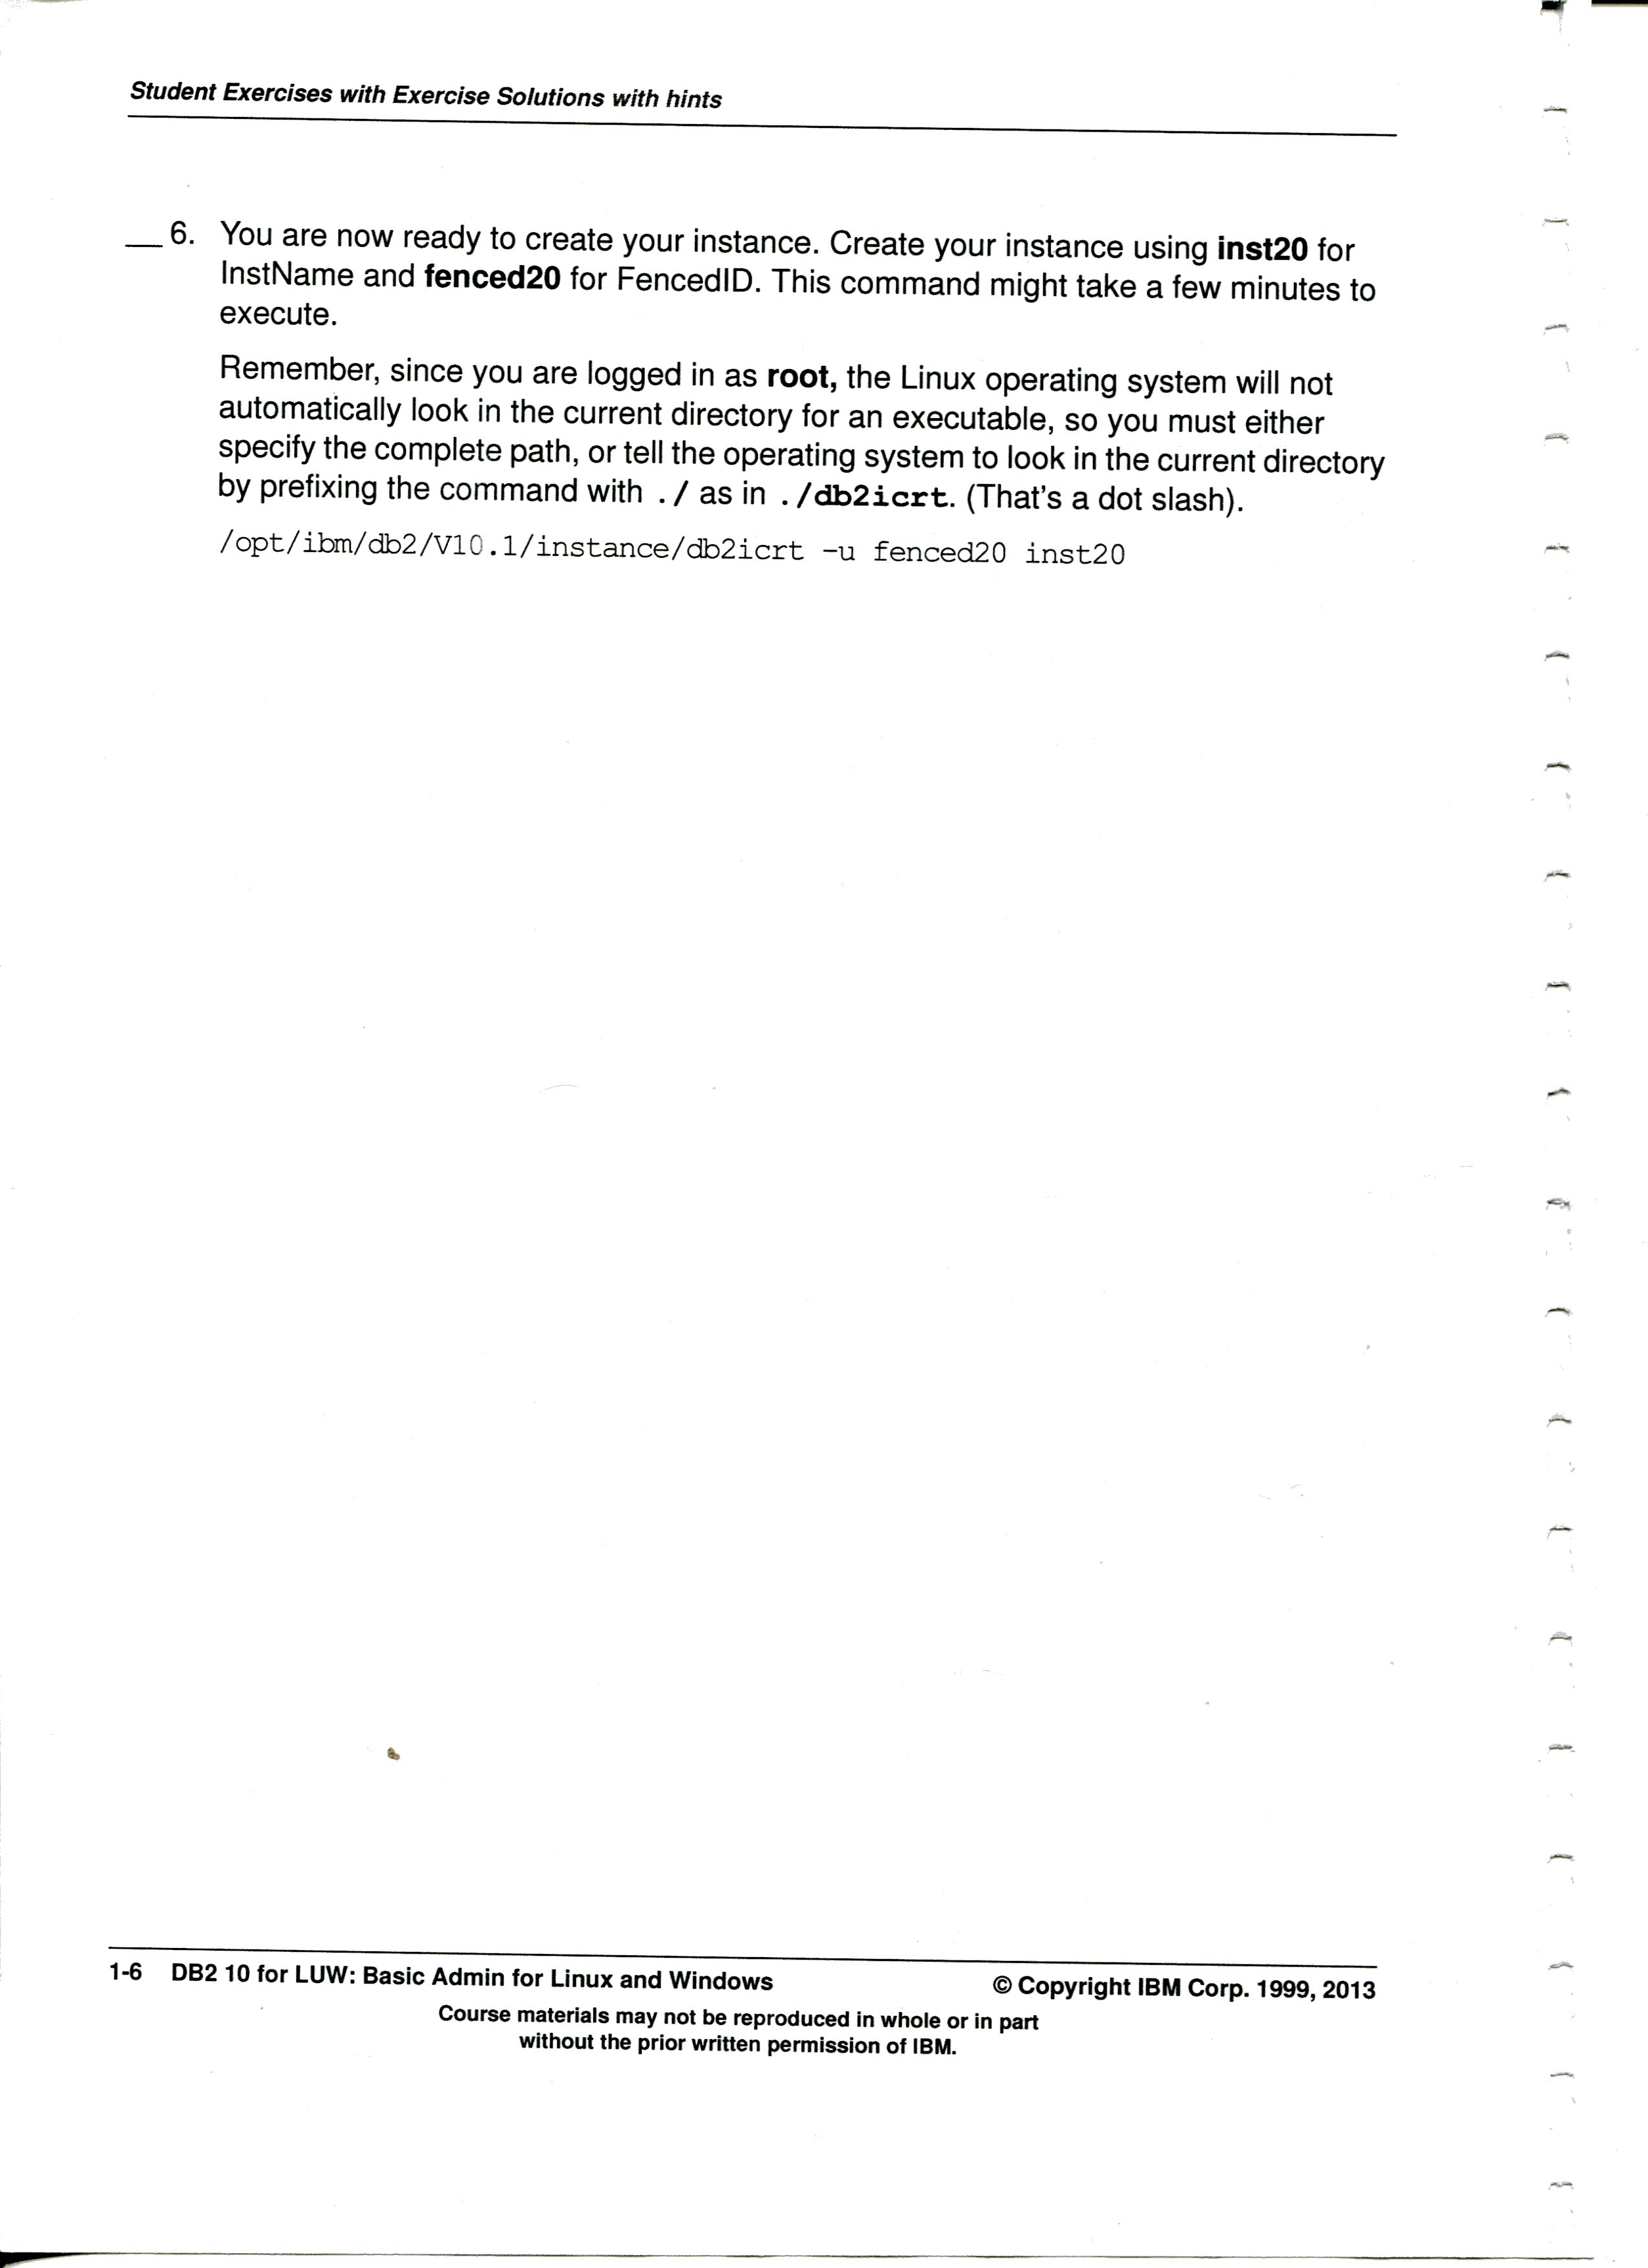 Student Exercises with Exercise Solutions with hints
__ 6. You are now ready to create your instance. Create your instance using inst20 for
InstName and fenced20 for FencedID. This command might take a few minutes to
execute.
Remember, since you are logged in as root, the Linux operating system will not
automatically look in the current directory for an executable, so you must either
specify the complete path, or tell the operating system to look in the current directory
by prefixing the command with ./ as in ./db2icrt. (That's a dot slash).
/opt/ibm/db2/V10.1/instance/db2icrt -u fenced20 inst20
1-6 DB2 10 for LUW: Basic Admin for Linux and Windows © Copyright IBM Corp. 1999, 2013
Course materials may not be reproduced in whole or in part
without the prior written permission of IBM.